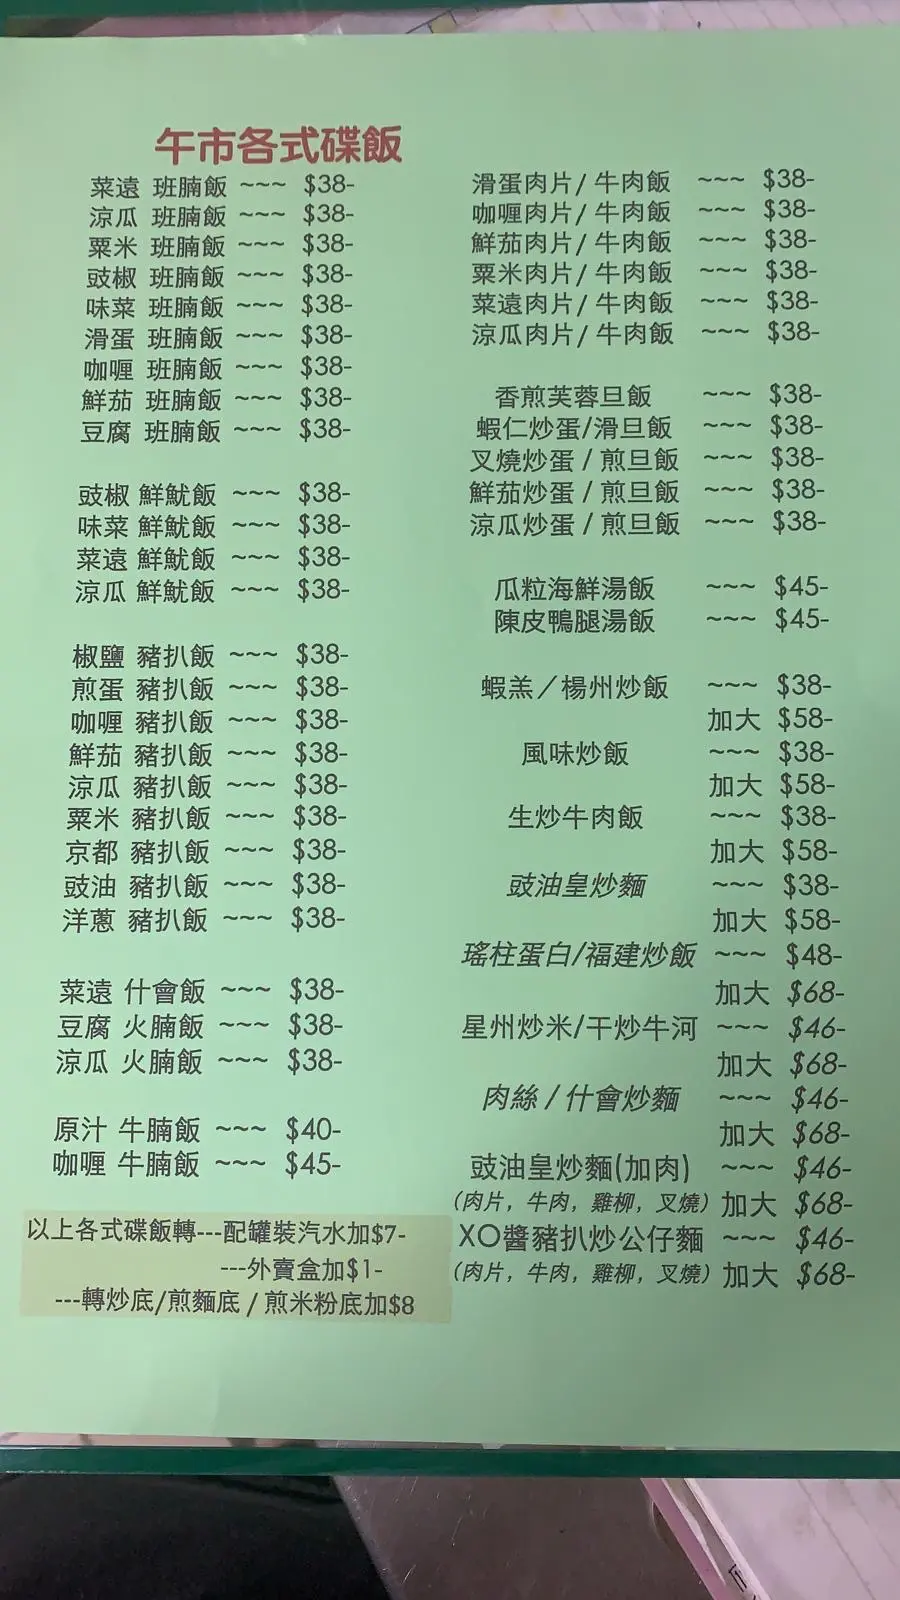 午市各式碟飯
菜遠 班腩飯 ~~~ $38-
涼瓜 班腩飯 ~~~ $38-
粟米 班腩飯 ~~~ $38-
豉椒 班腩飯 ~~~ $38-
味菜 班腩飯 ~~~ $38-
滑蛋 班腩飯 ~~~ $38-
咖喱 班腩飯 ~~~ $38-
鮮茄 班腩飯 ~~~ $38-
豆腐 班腩飯 ~~~ $38-
豉椒 鮮魷飯 ~~~ $38-
味菜 鮮魷飯 ~~~ $38-
菜遠 鮮魷飯 ~~~ $38-
涼瓜 鮮魷飯 ~~~ $38-
椒鹽 豬扒飯 ~~~ $38-
煎蛋 豬扒飯 ~~~ $38-
咖喱 豬扒飯 ~~~ $38-
鮮茄 豬扒飯 ~~~ $38-
涼瓜 豬扒飯 ~~~ $38-
粟米 豬扒飯 ~~~ $38-
京都 豬扒飯 ~~~ $38-
豉油 豬扒飯 ~~~ $38-
洋蔥 豬扒飯 ~~~ $38-
菜遠 什會飯 ~~~ $38-
豆腐 火腩飯 ~~~ $38-
涼瓜 火腩飯 ~~~ $38-
原汁 牛腩飯 ~~~ $40-
咖喱 牛腩飯 ~~~ $45-
以上各式碟飯轉---配罐裝汽水加$7-
---外賣盒加$1-
---轉炒底/煎麵底 / 煎米粉底加$8
滑蛋肉片/ 牛肉飯 ~~~ $38-
咖喱肉片/ 牛肉飯 ~~~ $38-
鮮茄肉片/ 牛肉飯 ~~~ $38-
粟米肉片/ 牛肉飯 ~~~ $38-
菜遠肉片/ 牛肉飯 ~~~ $38-
涼瓜肉片/ 牛肉飯 ~~~ $38-
香煎芙蓉旦飯 ~~~ $38-
蝦仁炒蛋/滑旦飯 ~~~ $38-
叉燒炒蛋 / 煎旦飯 ~~~ $38-
鮮茄炒蛋 / 煎旦飯 ~~~ $38-
涼瓜炒蛋 / 煎旦飯 ~~~ $38-
瓜粒海鮮湯飯 ~~~ $45-
陳皮鴨腿湯飯 ~~~ $45-
蝦羔／楊州炒飯 ~~~ $38-
加大 $58-
風味炒飯 ~~~ $38-
加大 $58-
生炒牛肉飯 ~~~ $38-
加大 $58-
豉油皇炒麵 ~~~ $38-
加大 $58-
瑤柱蛋白/福建炒飯 ~~~ $48-
加大 $68-
星州炒米/干炒牛河 ~~~ $46-
加大 $68-
肉絲 / 什會炒麵 ~~~ $46-
加大 $68-
豉油皇炒麵(加肉) ~~~ $46-
(肉片，牛肉，雞柳，叉燒) 加大 $68-
XO醬豬扒炒公仔麵 ~~~ $46-
(肉片，牛肉，雞柳，叉燒) 加大 $68-